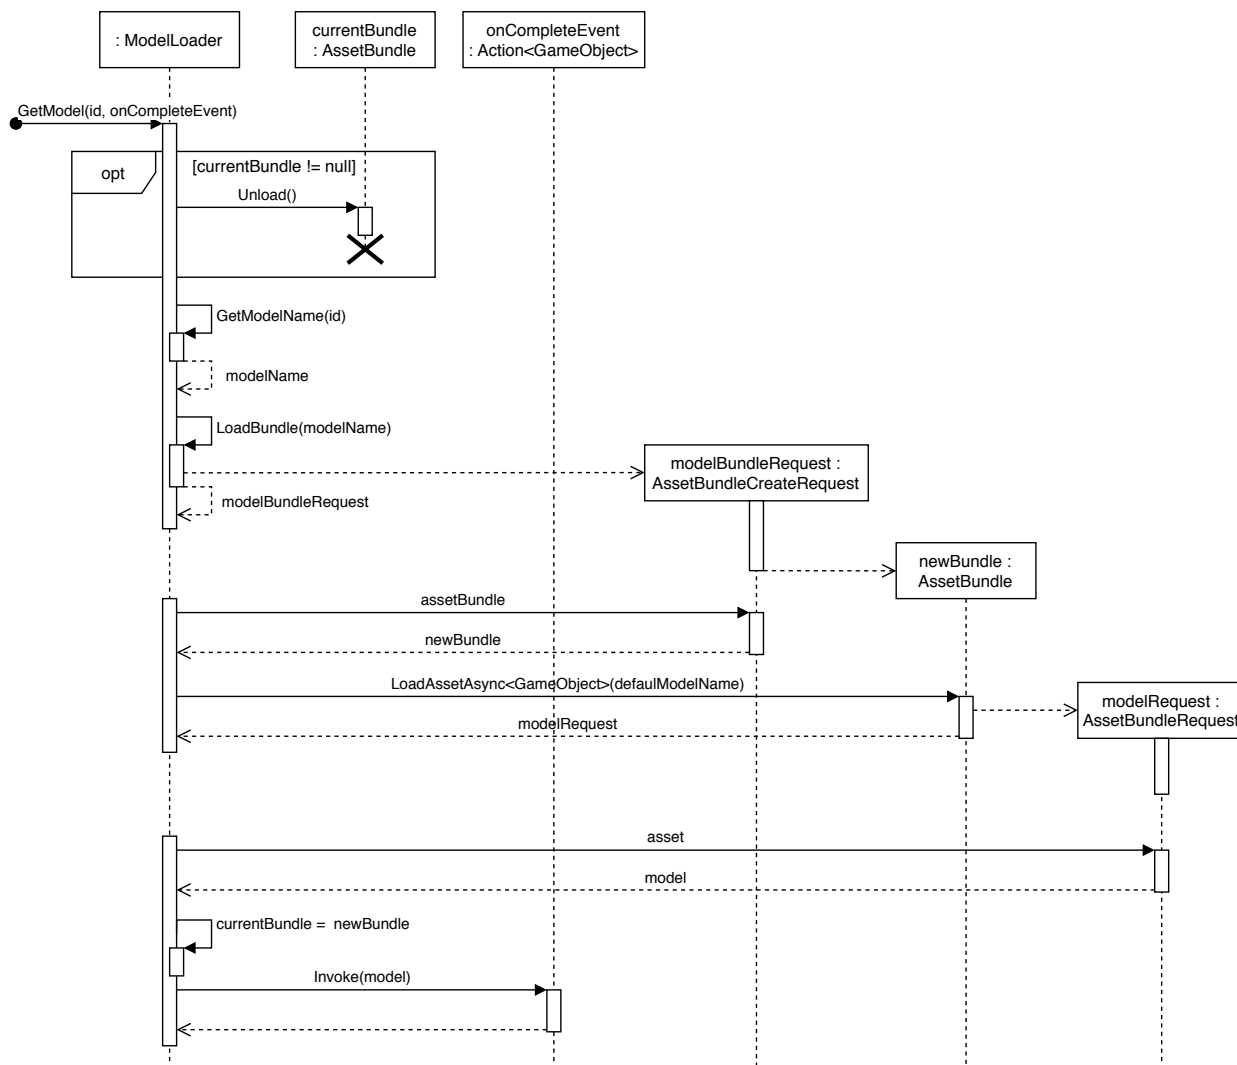 : ModelLoader
currentBundle
: AssetBundle
onCompleteEvent
: Action<GameObject>
GetModel(id, onCompleteEvent)
opt
[currentBundle != null]
Unload()
GetModelName(id)
modelName
LoadBundle(modelName)
modelBundleRequest :
AssetBundleCreateRequest
modelBundleRequest
newBundle :
AssetBundle
assetBundle
newBundle
LoadAssetAsync<GameObject>(defaulModelName)
modelRequest :
AssetBundleRequest
modelRequest
asset
model
currentBundle = newBundle
Invoke(model)